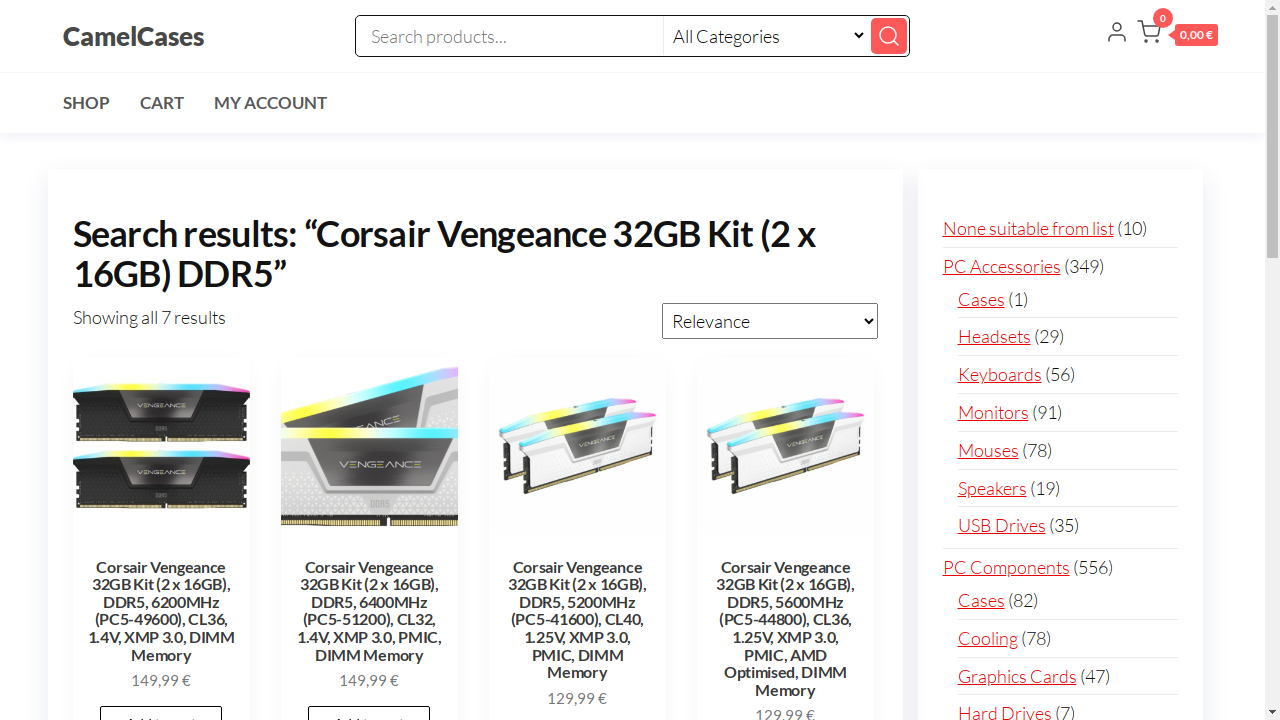 CamelCases
Search products...
All Categories
0
0,00 €
SHOP
CART
MY ACCOUNT
Search results: “Corsair Vengeance 32GB Kit (2 x
16GB) DDR5”
Showing all 7 results
Relevance
VENGEANCE
VENGEANCE
Corsair Vengeance
32GB Kit (2 x 16GB),
DDR5, 6200MHz
(PC5-49600), CL36,
1.4V, XMP 3.0, DIMM
Memory
149,99 €
VENGEANCE
VENGEANCE
DDR5
Corsair Vengeance
32GB Kit (2 x 16GB),
DDR5, 6400MHz
(PC5-51200), CL32,
1.4V, XMP 3.0, PMIC,
DIMM Memory
149,99 €
VENGEANCE
Corsair Vengeance
32GB Kit (2 x 16GB),
DDR5, 5200MHz
(PC5-41600), CL40,
1.25V, XMP 3.0,
PMIC, DIMM
Memory
129,99 €
VENGEANCE
Corsair Vengeance
32GB Kit (2 x 16GB),
DDR5, 5600MHz
(PC5-44800), CL36,
1.25V, XMP 3.0,
PMIC, AMD
Optimised, DIMM
Memory
129,99 €
None suitable from list (10)
PC Accessories (349)
Cases (1)
Headsets (29)
Keyboards (56)
Monitors (91)
Mouses (78)
Speakers (19)
USB Drives (35)
PC Components (556)
Cases (82)
Cooling (78)
Graphics Cards (47)
Hard Drives (7)